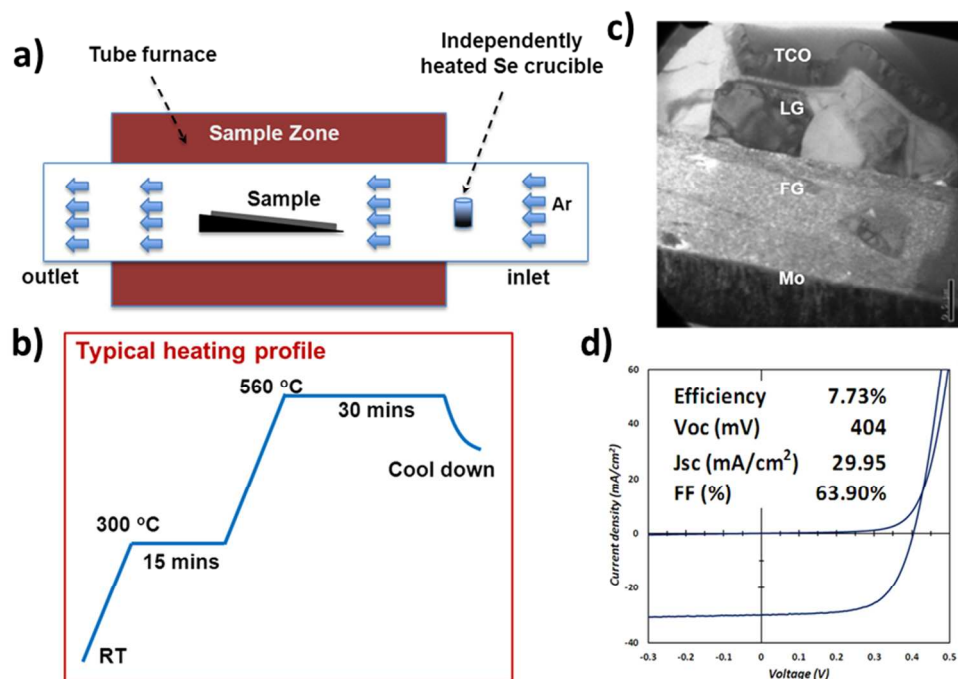 a)
Tube furnace
Independently
heated Se crucible
Sample Zone
Sample
Ar
outlet
inlet
b)
Typical heating profile
560 °C
30 mins
Cool down
300 °C
15 mins
RT
c)
TCO
LG
FG
Mo
d)
Efficiency 7.73%
Voc (mV) 404
Jsc (mA/cm²) 29.95
FF (%) 63.90%
Current density (mA/cm²)
60
40
20
0
-20
-40
-0.3 -0.2 -0.1 0 0.1 0.2 0.3 0.4 0.5
Voltage (V)